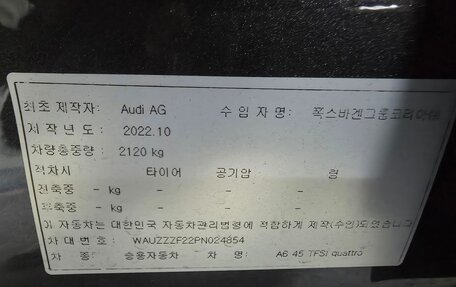 최초 제작자: Audi AG 수 입 자 명: 폭스바겐그룹코리아㈜
제 작 년 도 : 2022.10
차량총중량 : 2120 kg
적차시 타이어 공기압 림
전축중 - kg - - -
후축중 - kg - - -
이 자동차는 대한민국 자동차관리법령에 적합하게 제작(수입)되었습니다
차 대 번 호 : WAUZZZF22PN024854
차 종: 승용자동차 차 명: A6 45 TFSI quattro